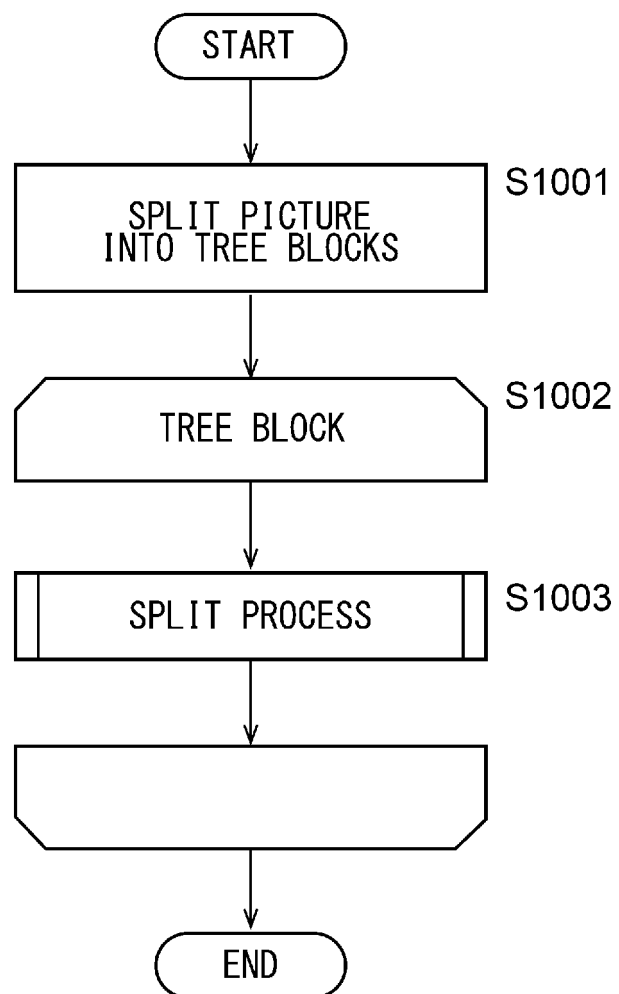 START
S1001
SPLIT PICTURE
INTO TREE BLOCKS
S1002
TREE BLOCK
S1003
SPLIT PROCESS
END